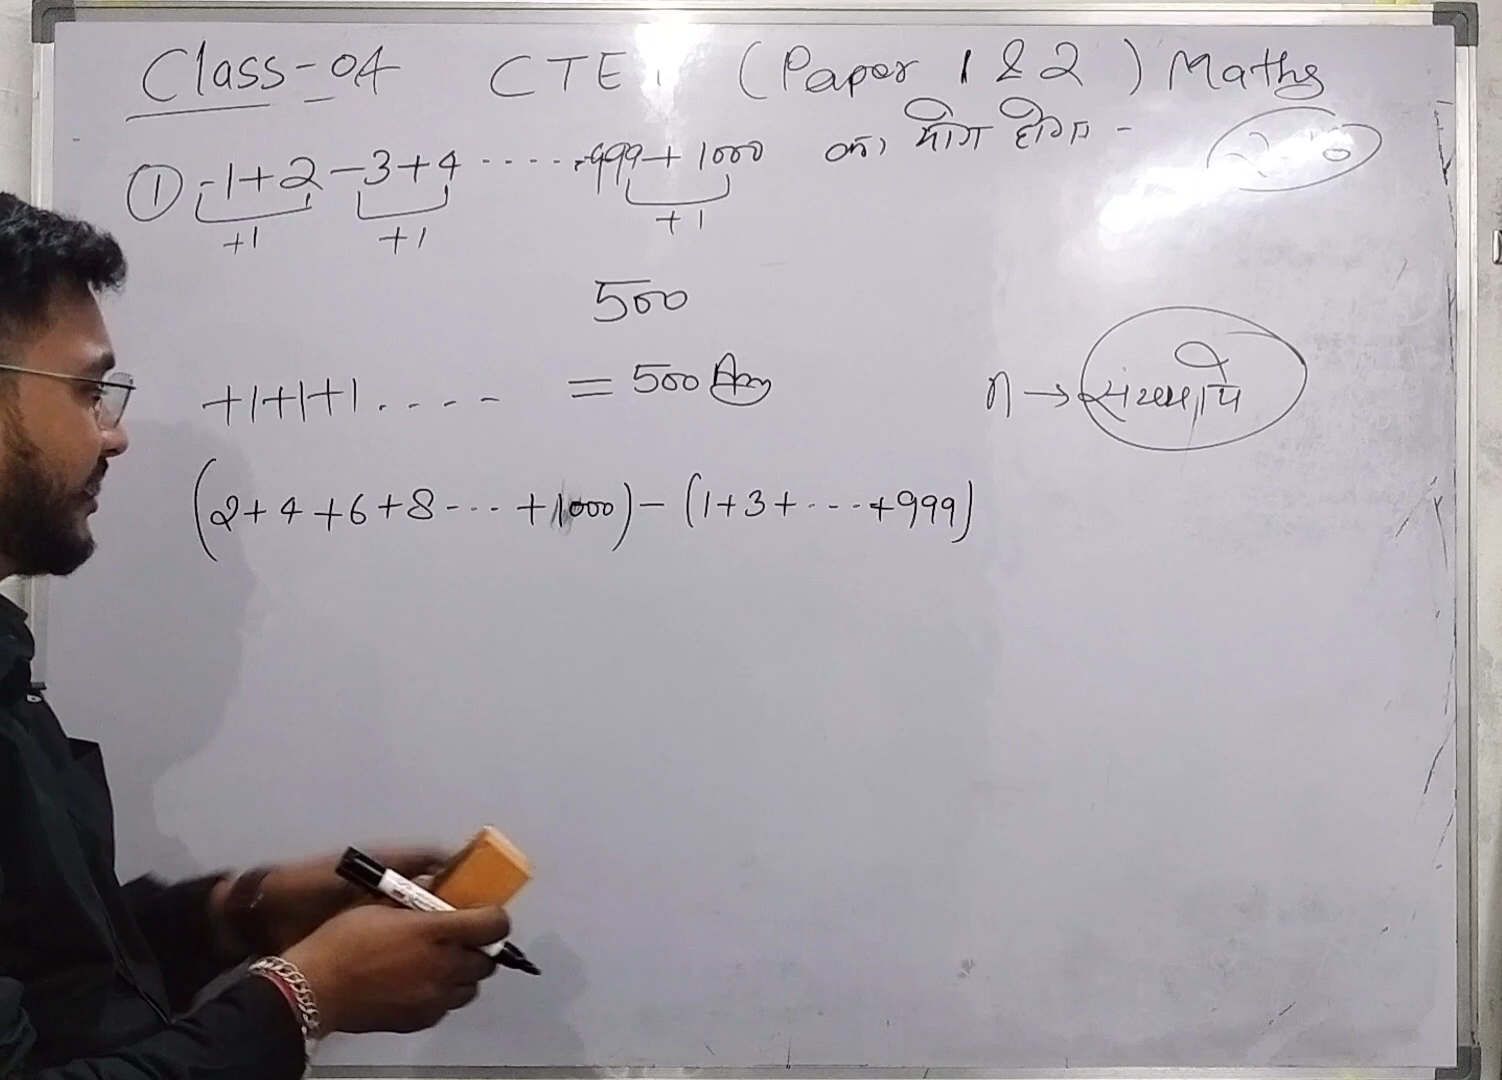 Class-04 CTET (Paper 1 & 2) Maths
① -1+2-3+4 ..... -999+1000 का योग होगा -
+1 +1 +1
500
+1+1+1.... = 500 Ans
n →
(2+4+6+8---+1000)-(1+3+---+999)